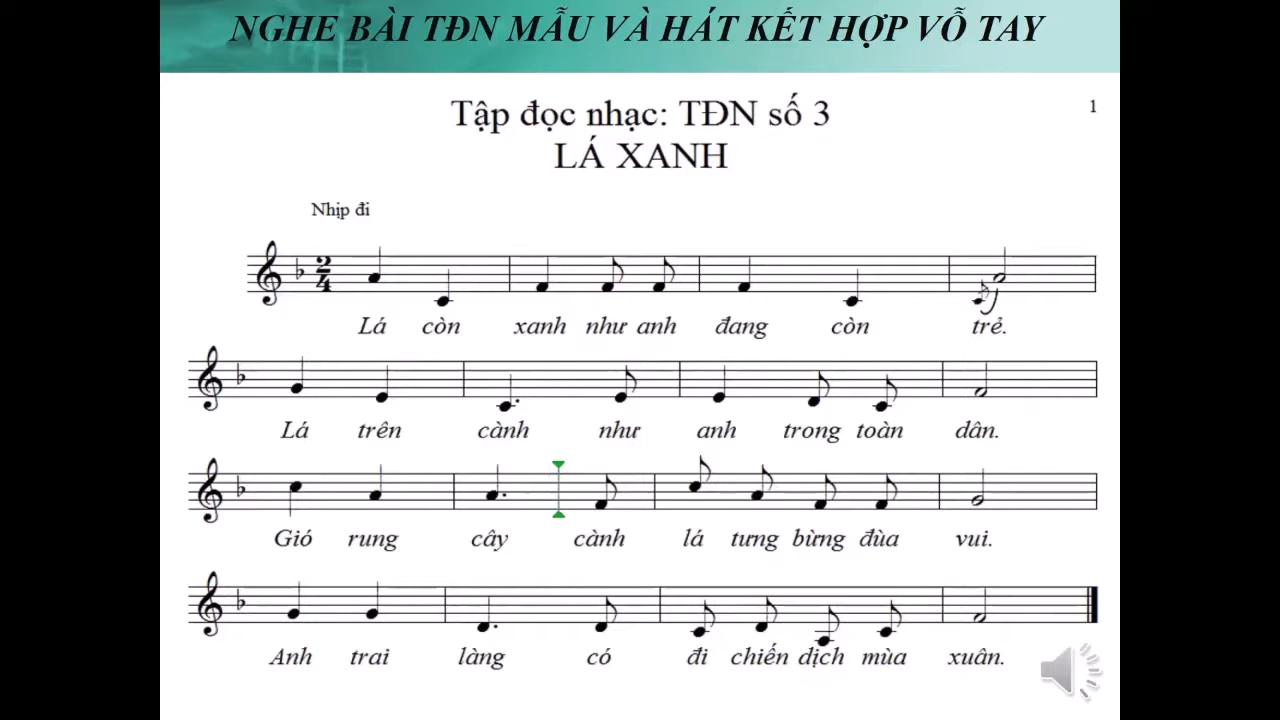 NGHE BÀI TĐN MẪU VÀ HÁT KẾT HỢP VỖ TAY
1
Tập đọc nhạc: TĐN số 3
LÁ XANH
Nhịp đi
2
4
Lá còn xanh như anh đang còn trẻ.
Lá trên cành như anh trong toàn dân.
Gió rung cây cành lá tưng bừng đùa vui.
Anh trai làng có đi chiến dịch mùa xuân.